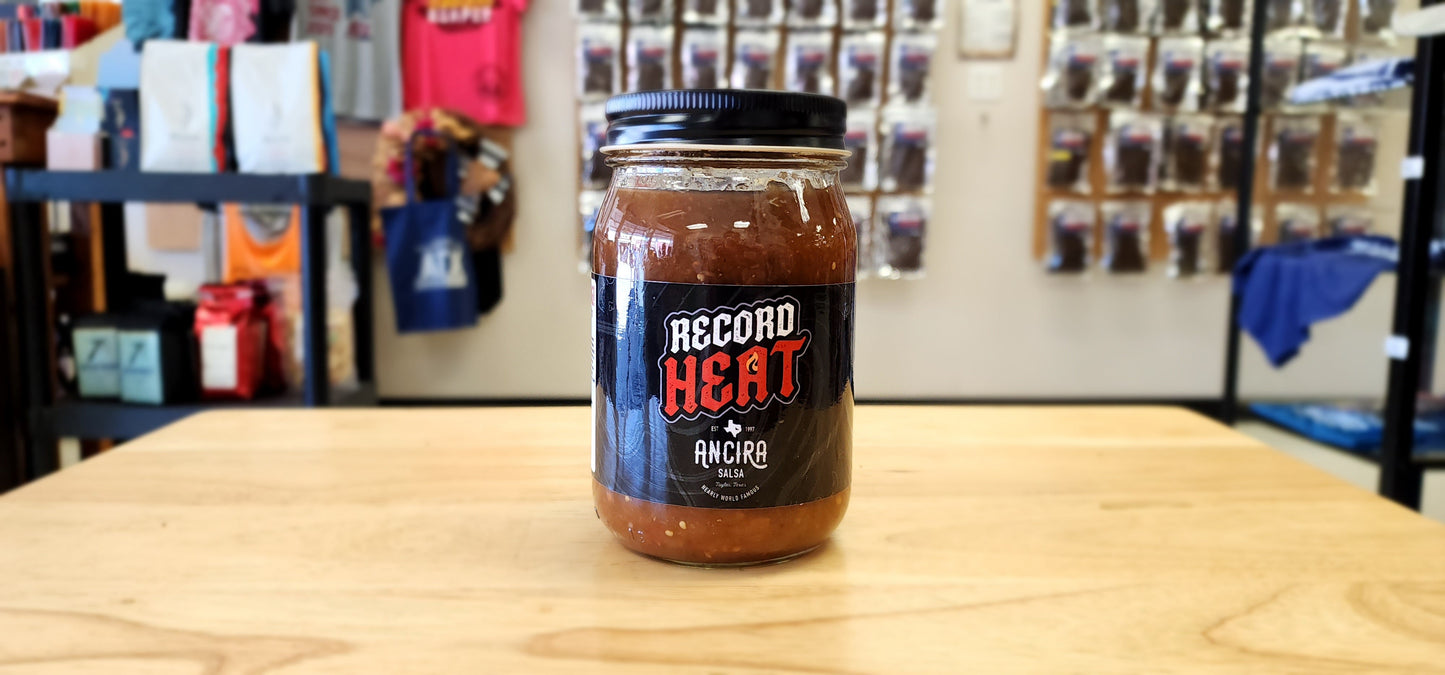 RECORD
HEAT
EST 1997
ANCIRA
SALSA
Taylor, Texas
NEARLY WORLD FAMOUS